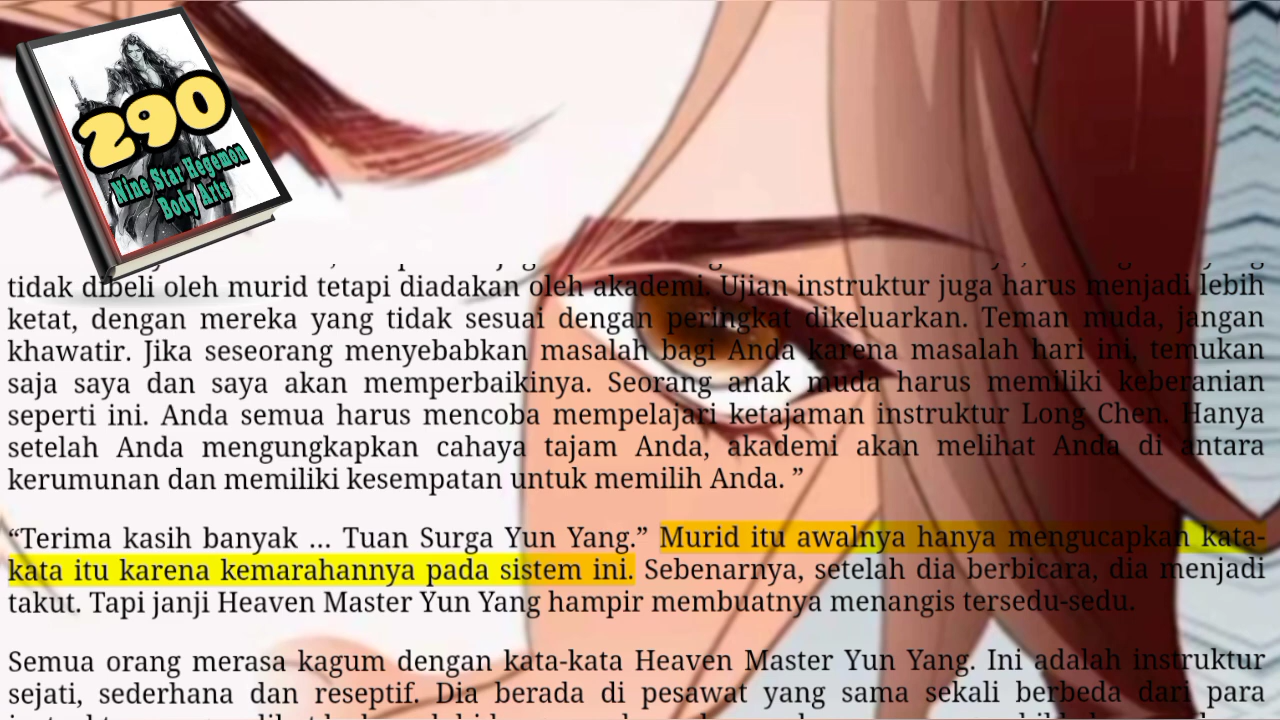 290
Nine Star Hegemon
Body Arts
tidak dibeli oleh murid tetapi diadakan oleh akademi. Ujian instruktur juga harus menjadi lebih
ketat, dengan mereka yang tidak sesuai dengan peringkat dikeluarkan. Teman muda, jangan
khawatir. Jika seseorang menyebabkan masalah bagi Anda karena masalah hari ini, temukan
saja saya dan saya akan memperbaikinya. Seorang anak muda harus memiliki keberanian
seperti ini. Anda semua harus mencoba mempelajari ketajaman instruktur Long Chen. Hanya
setelah Anda mengungkapkan cahaya tajam Anda, akademi akan melihat Anda di antara
kerumunan dan memiliki kesempatan untuk memilih Anda. ”
“Terima kasih banyak … Tuan Surga Yun Yang.” Murid itu awalnya hanya mengucapkan kata-
kata itu karena kemarahannya pada sistem ini. Sebenarnya, setelah dia berbicara, dia menjadi
takut. Tapi janji Heaven Master Yun Yang hampir membuatnya menangis tersedu-sedu.
Semua orang merasa kagum dengan kata-kata Heaven Master Yun Yang. Ini adalah instruktur
sejati, sederhana dan reseptif. Dia berada di pesawat yang sama sekali berbeda dari para